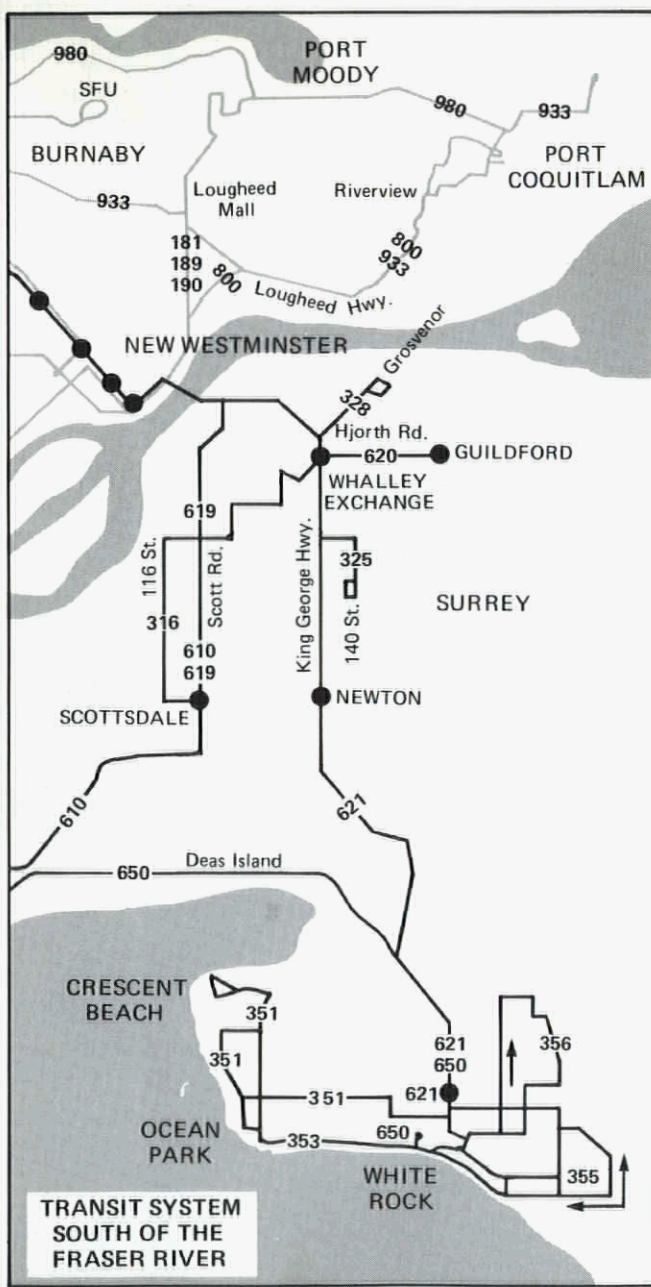 980
PORT
MOODY
SFU
980
933
BURNABY
PORT
COQUITLAM
933
Lougheed
Mall
Riverview
181
189
190
800
800
933
Lougheed Hwy.
NEW WESTMINSTER
Grosvenor
328
Hjorth Rd.
620
GUILDFORD
WHALLEY
EXCHANGE
619
116 St.
Scott Rd.
King George Hwy.
325
140 St.
SURREY
316
610
619
SCOTTSDALE
NEWTON
610
621
Deas Island
650
CRESCENT
BEACH
351
351
621
650
356
621
351
OCEAN
PARK
353
650
WHITE
ROCK
355
TRANSIT SYSTEM
SOUTH OF THE
FRASER RIVER